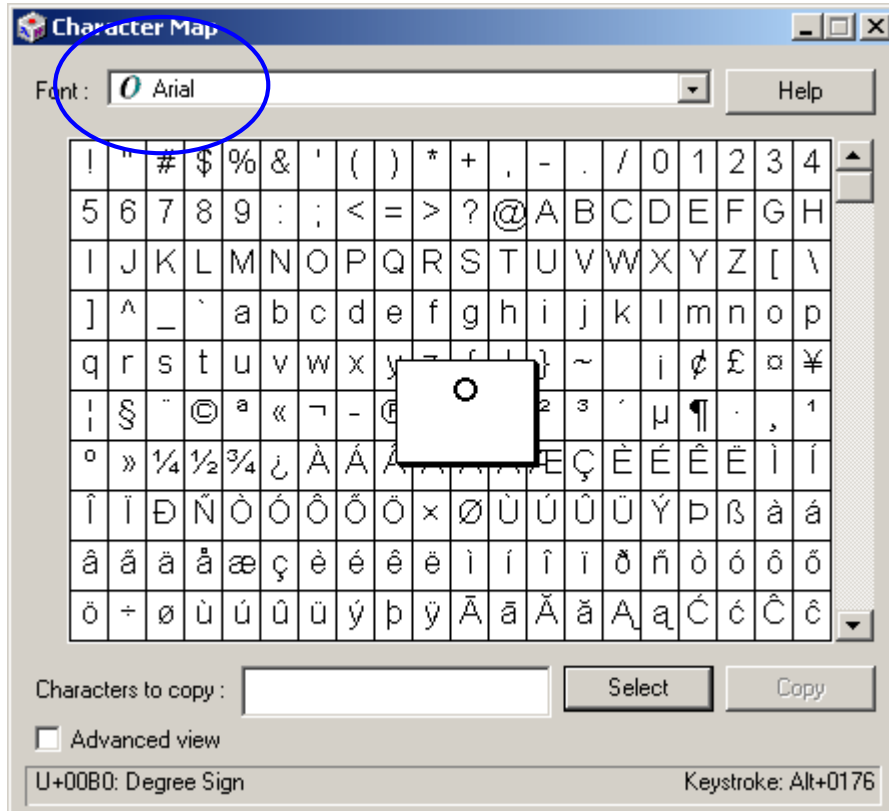 Character Map
Font : O Arial Help
! " # $ % & ' ( ) * + , - . / 0 1 2 3 4
5 6 7 8 9 : ; < = > ? @ A B C D E F G H
I J K L M N O P Q R S T U V W X Y Z [ \
] ^ _ ` a b c d e f g h i j k l m n o p
q r s t u v w x y } ~ ¡ ¢ £ ¤ ¥
¦ § ¨ © ª « ¬ - ® ° ² ³ ´ µ ¶ · ¸ ¹
º » ¼ ½ ¾ ¿ À Á Æ Ç È É Ê Ë Ì Í
Î Ï Ð Ñ Ò Ó Ô Õ Ö × Ø Ù Ú Û Ü Ý Þ ß à á
â ã ä å æ ç è é ê ë ì í î ï ð ñ ò ó ô õ
ö ÷ ø ù ú û ü ý þ ÿ Ā ā Ă ă Ą ą Ć ć Ĉ ĉ
Characters to copy : Select Copy
Advanced view
U+00B0: Degree Sign Keystroke: Alt+0176